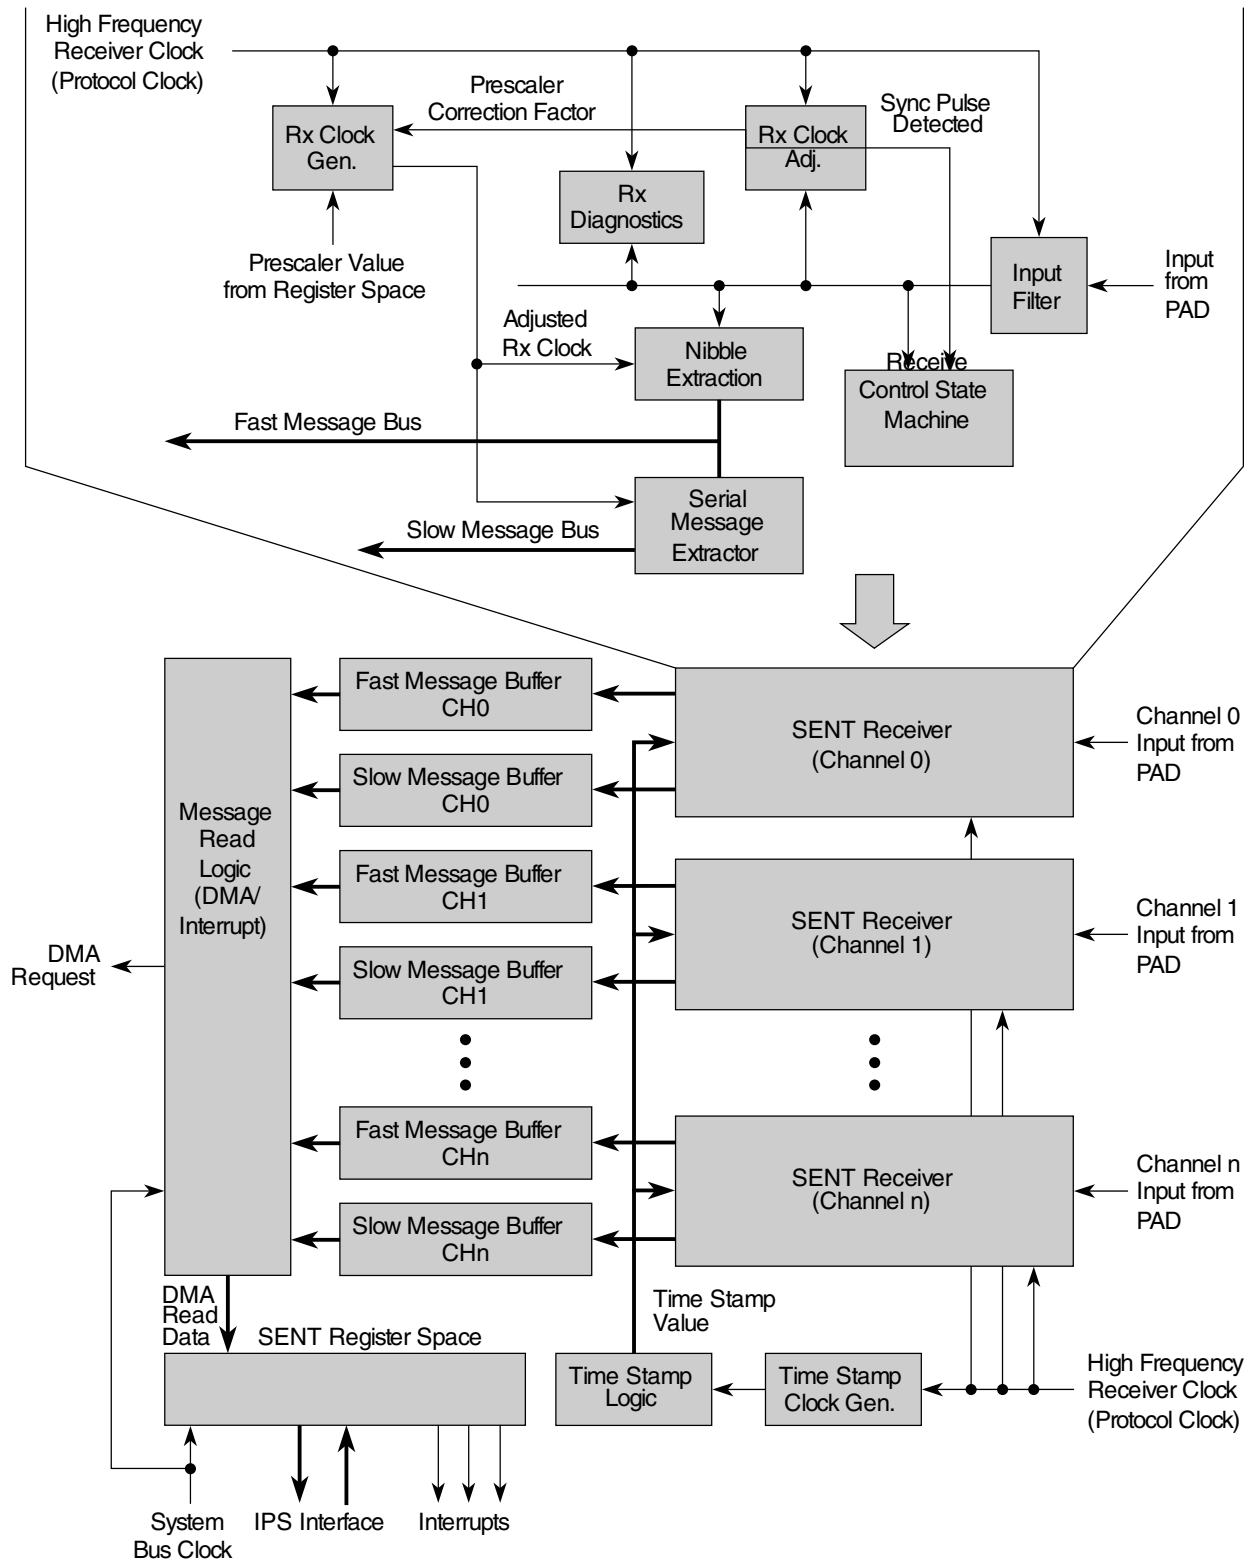 High Frequency
Receiver Clock
(Protocol Clock)
Prescaler
Correction Factor
Sync Pulse
Detected
Rx Clock
Gen.
Rx Clock
Adj.
Rx
Diagnostics
Prescaler Value
from Register Space
Input
Filter
Input
from
PAD
Adjusted
Rx Clock
Nibble
Extraction
Receive
Control State
Machine
Fast Message Bus
Serial
Message
Extractor
Slow Message Bus
Fast Message Buffer
CH0
SENT Receiver
(Channel 0)
Channel 0
Input from
PAD
Slow Message Buffer
CH0
Message
Read
Logic
(DMA/
Interrupt)
Fast Message Buffer
CH1
SENT Receiver
(Channel 1)
Channel 1
Input from
PAD
DMA
Request
Slow Message Buffer
CH1
Fast Message Buffer
CHn
SENT Receiver
(Channel n)
Channel n
Input from
PAD
Slow Message Buffer
CHn
DMA
Read
Data
SENT Register Space
Time Stamp
Value
Time Stamp
Logic
Time Stamp
Clock Gen.
High Frequency
Receiver Clock
(Protocol Clock)
System
Bus Clock
IPS Interface
Interrupts